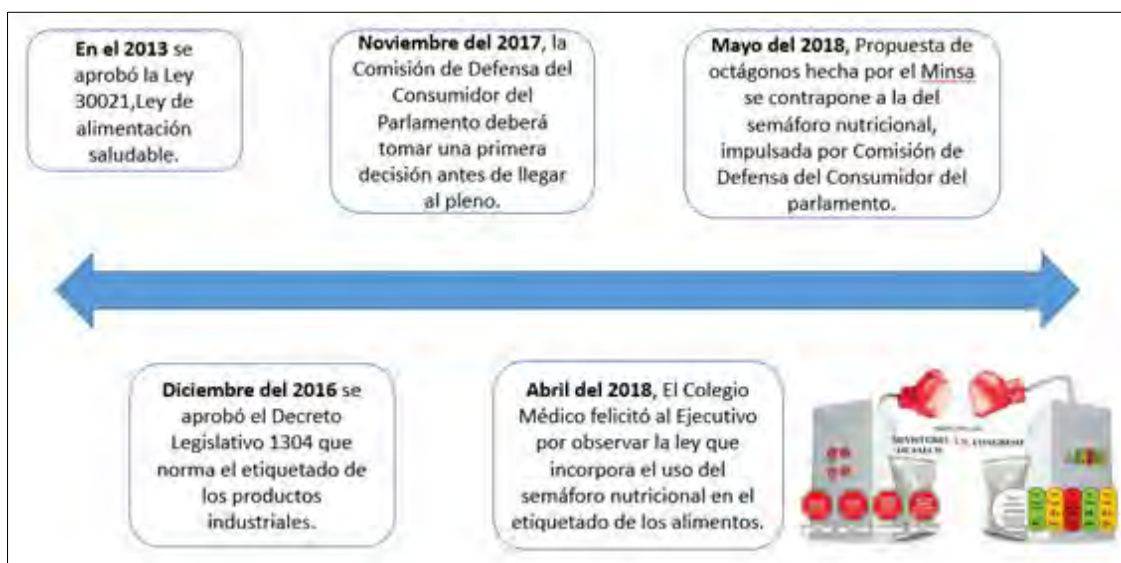 En el 2013 se
aprobó la Ley
30021,Ley de
alimentación
saludable.
Noviembre del 2017, la
Comisión de Defensa del
Consumidor del
Parlamento deberá
tomar una primera
decisión antes de llegar
al pleno.
Mayo del 2018, Propuesta de
octágonos hecha por el Minsa
se contrapone a la del
semáforo nutricional,
impulsada por Comisión de
Defensa del Consumidor del
parlamento.
Diciembre del 2016 se
aprobó el Decreto
Legislativo 1304 que
norma el etiquetado de
los productos
industriales.
Abril del 2018, El Colegio
Médico felicitó al Ejecutivo
por observar la ley que
incorpora el uso del
semáforo nutricional en el
etiquetado de los alimentos.
MINISTERIO CONGRESO
DE SALUD